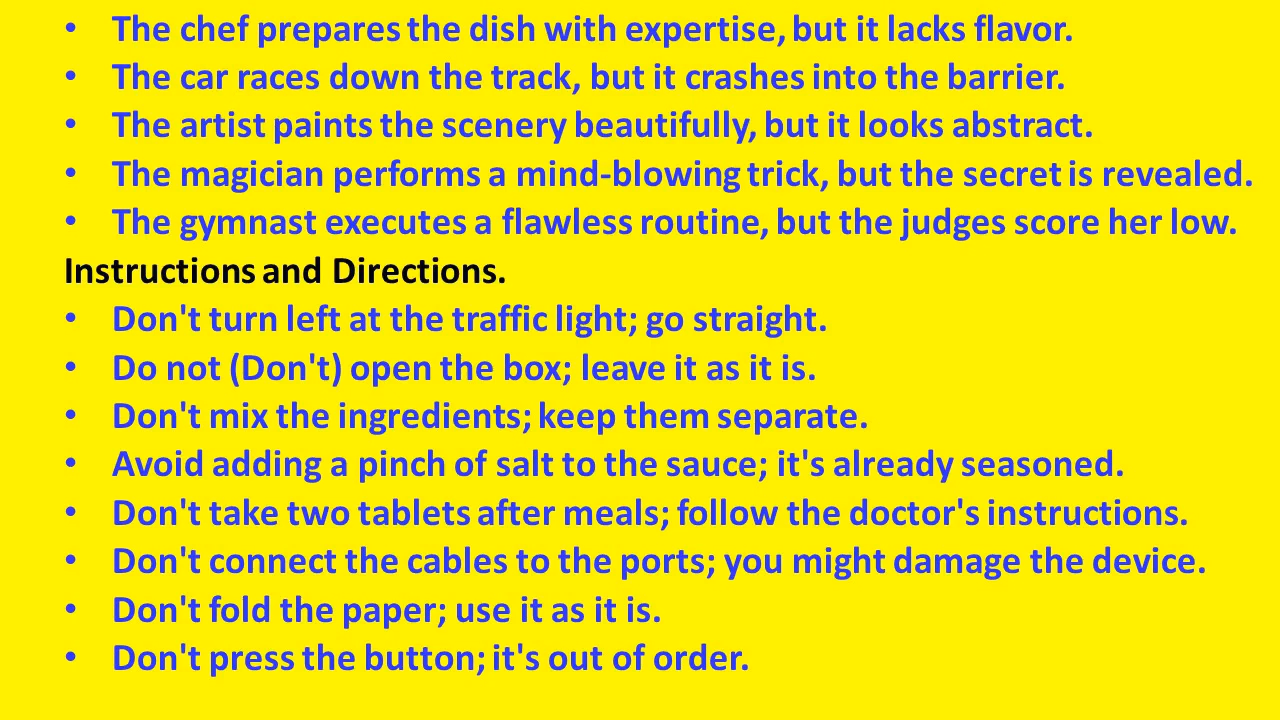 • The chef prepares the dish with expertise, but it lacks flavor.
• The car races down the track, but it crashes into the barrier.
• The artist paints the scenery beautifully, but it looks abstract.
• The magician performs a mind-blowing trick, but the secret is revealed.
• The gymnast executes a flawless routine, but the judges score her low.
Instructions and Directions.
• Don't turn left at the traffic light; go straight.
• Do not (Don't) open the box; leave it as it is.
• Don't mix the ingredients; keep them separate.
• Avoid adding a pinch of salt to the sauce; it's already seasoned.
• Don't take two tablets after meals; follow the doctor's instructions.
• Don't connect the cables to the ports; you might damage the device.
• Don't fold the paper; use it as it is.
• Don't press the button; it's out of order.